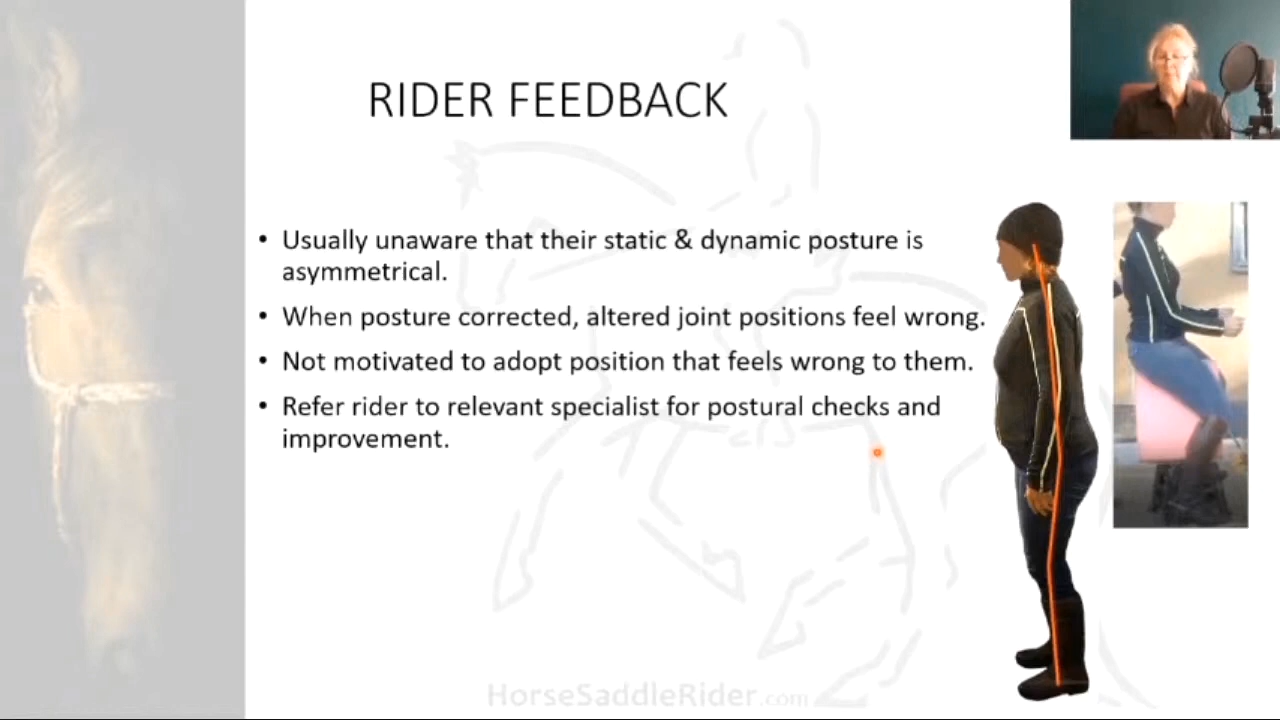 RIDER FEEDBACK
• Usually unaware that their static & dynamic posture is
asymmetrical.
• When posture corrected, altered joint positions feel wrong.
• Not motivated to adopt position that feels wrong to them.
• Refer rider to relevant specialist for postural checks and
improvement.
HorseSaddleRider.com